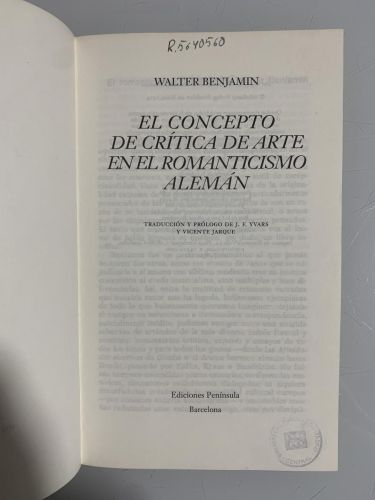 R.5640560
WALTER BENJAMIN
EL CONCEPTO
DE CRÍTICA DE ARTE
EN EL ROMANTICISMO
ALEMÁN
TRADUCCIÓN Y PRÓLOGO DE J. F. YVARS
Y VICENTE JARQUE
Ediciones Península
Barcelona